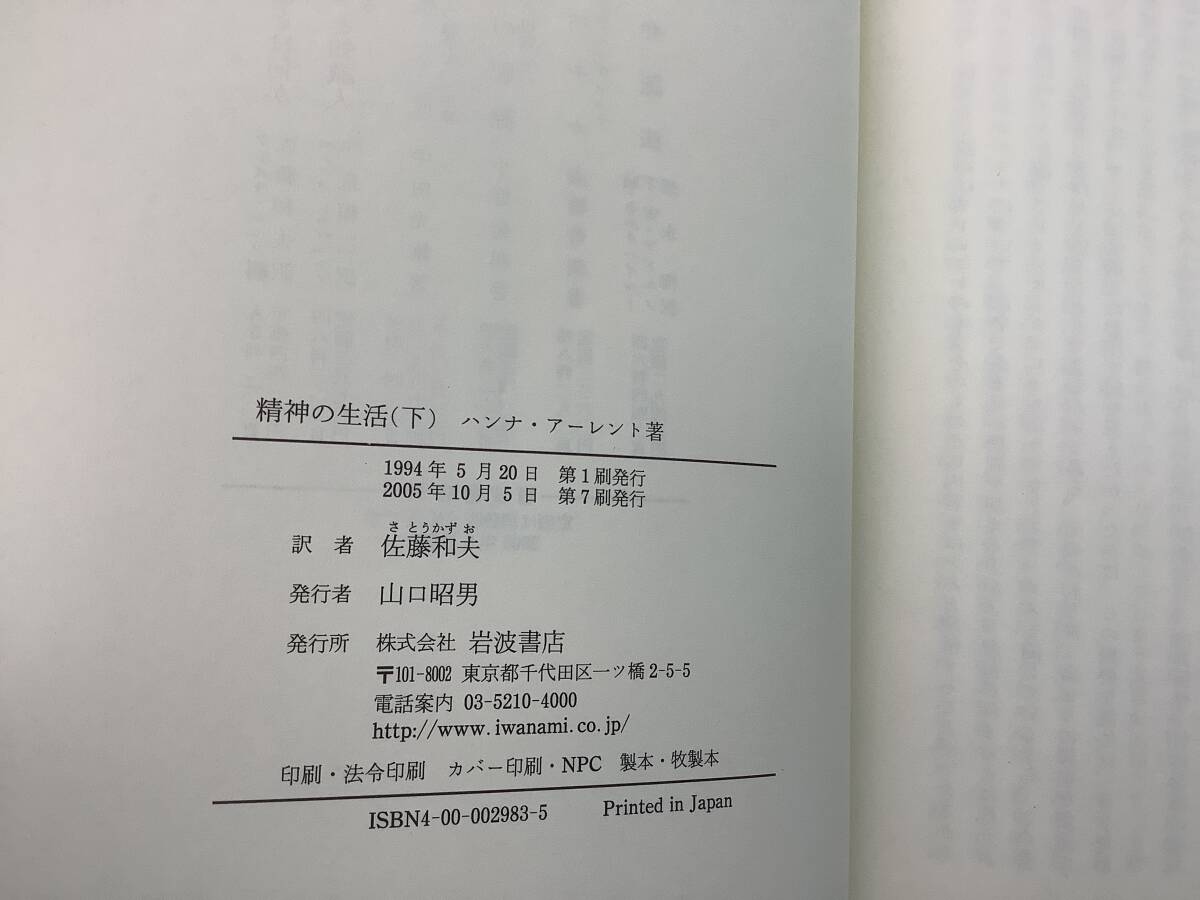 精神の生活(下) ハンナ・アーレント著
1994年 5 月20日 第1刷発行
2005年10月 5 日 第7刷発行
さとうかずお
訳 者 佐藤和夫
発行者 山口昭男
発行所 株式会社 岩波書店
〒101-8002 東京都千代田区一ツ橋2-5-5
電話案内 03-5210-4000
http://www.iwanami.co.jp/
印刷・法令印刷 カバー印刷・NPC 製本・牧製本
ISBN4-00-002983-5 Printed in Japan